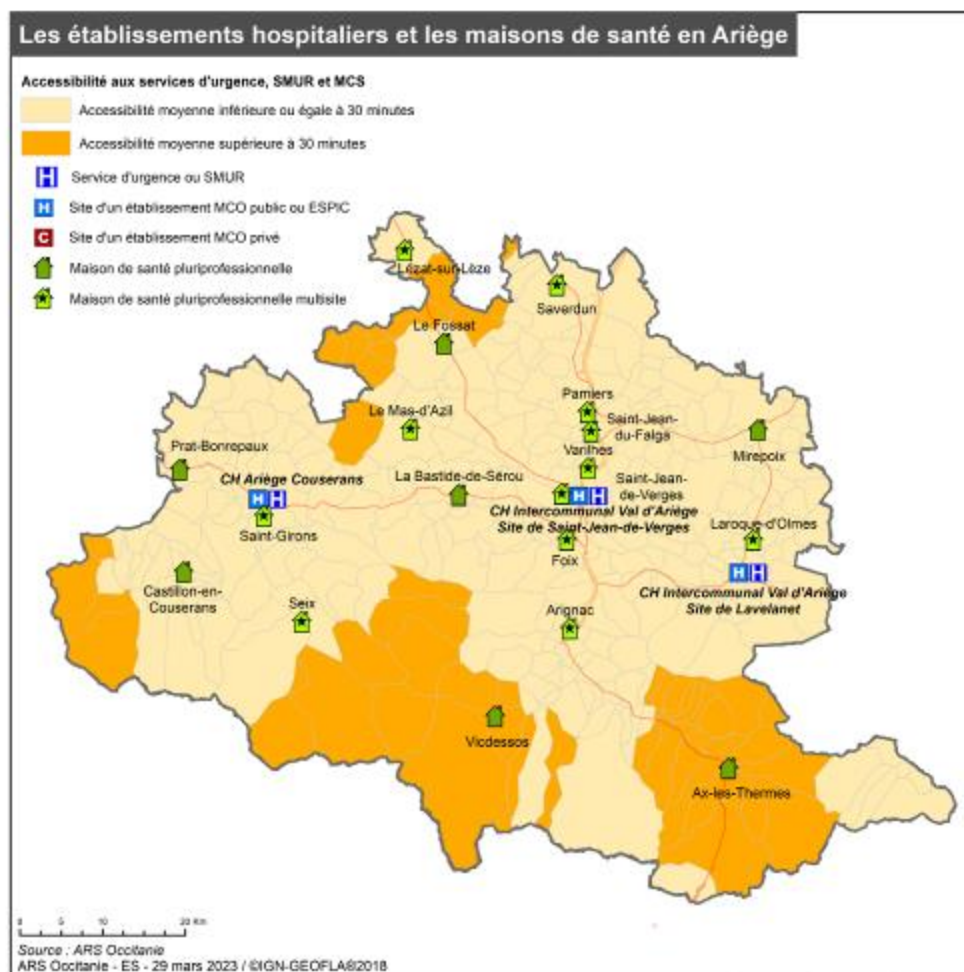 Les établissements hospitaliers et les maisons de santé en Ariège
Accessibilité aux services d'urgence, SMUR et MCS
Accessibilité moyenne inférieure ou égale à 30 minutes
Accessibilité moyenne supérieure à 30 minutes
Service d'urgence ou SMUR
Site d'un établissement MCO public ou ESPIC
Site d'un établissement MCO privé
Maison de santé pluriprofessionnelle
Maison de santé pluriprofessionnelle multisite
H
H
C
Lézat-sur-Lèze
Saverdun
Le Fossat
Pamiers
Le Mas-d'Azil
Saint-Jean-
du-Falga
Varilhes
Mirepoix
Prat-Bonrepaux
CH Ariège Couserans
La Bastide-de-Sérou
Saint-Jean-
de-Verges
H H
H H
CH Intercommunal Val d'Ariège
Site de Saint-Jean-de-Verges
Laroque-d'Olmes
Saint-Girons
Foix
H H
CH Intercommunal Val d'Ariège
Site de Lavelanet
Castillon-en-
Couserans
Seix
Arignac
Vicdessos
Ax-les-Thermes
0 5 10 20 Km
Source : ARS Occitanie
ARS Occitanie - ES - 29 mars 2023 / ©IGN-GEOFLA®2018